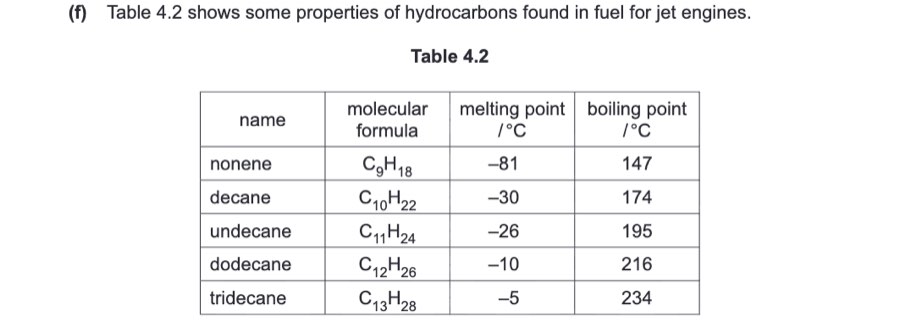 (f) Table 4.2 shows some properties of hydrocarbons found in fuel for jet engines.
Table 4.2
name molecular formula melting point /°C boiling point /°C
nonene C₉H₁₈ –81 147
decane C₁₀H₂₂ –30 174
undecane C₁₁H₂₄ –26 195
dodecane C₁₂H₂₆ –10 216
tridecane C₁₃H₂₈ –5 234